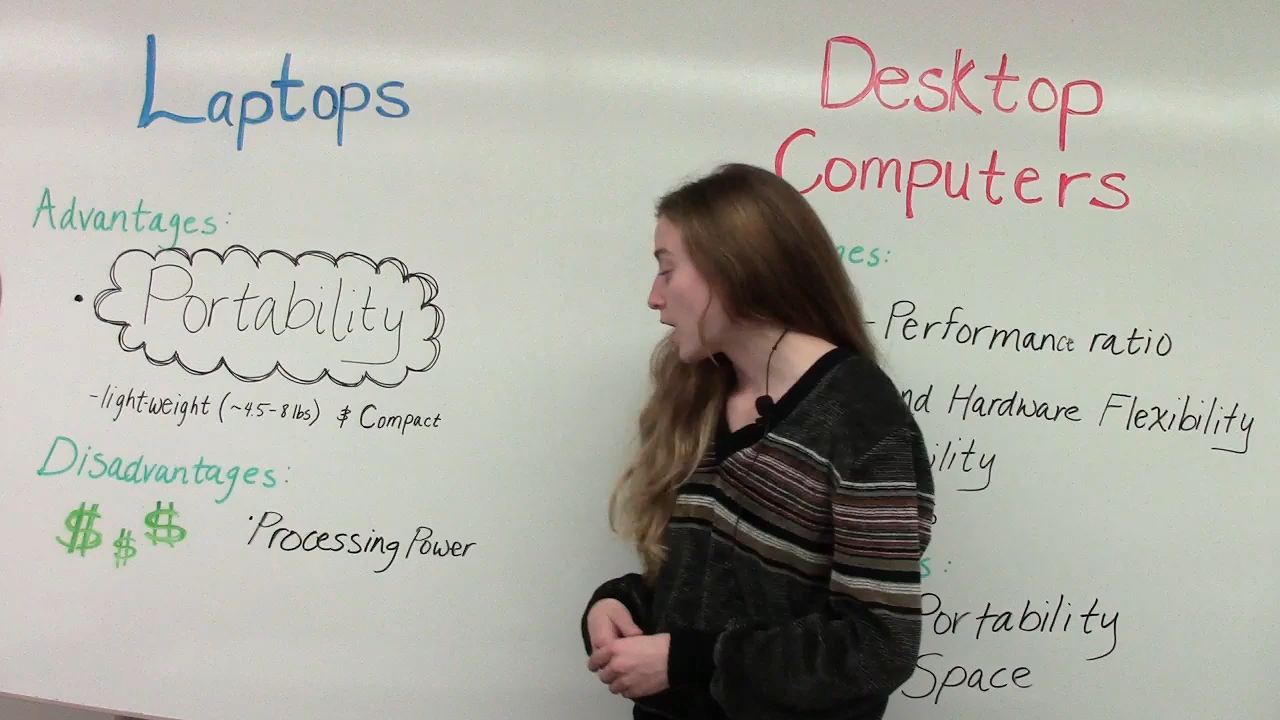 Laptops
Advantages:
• Portability
-lightweight (~4.5-8 lbs) & Compact
Disadvantages:
$ $ $ •Processing Power
Desktop
Computers
-Performance ratio
Hardware Flexibility
Portability
Space